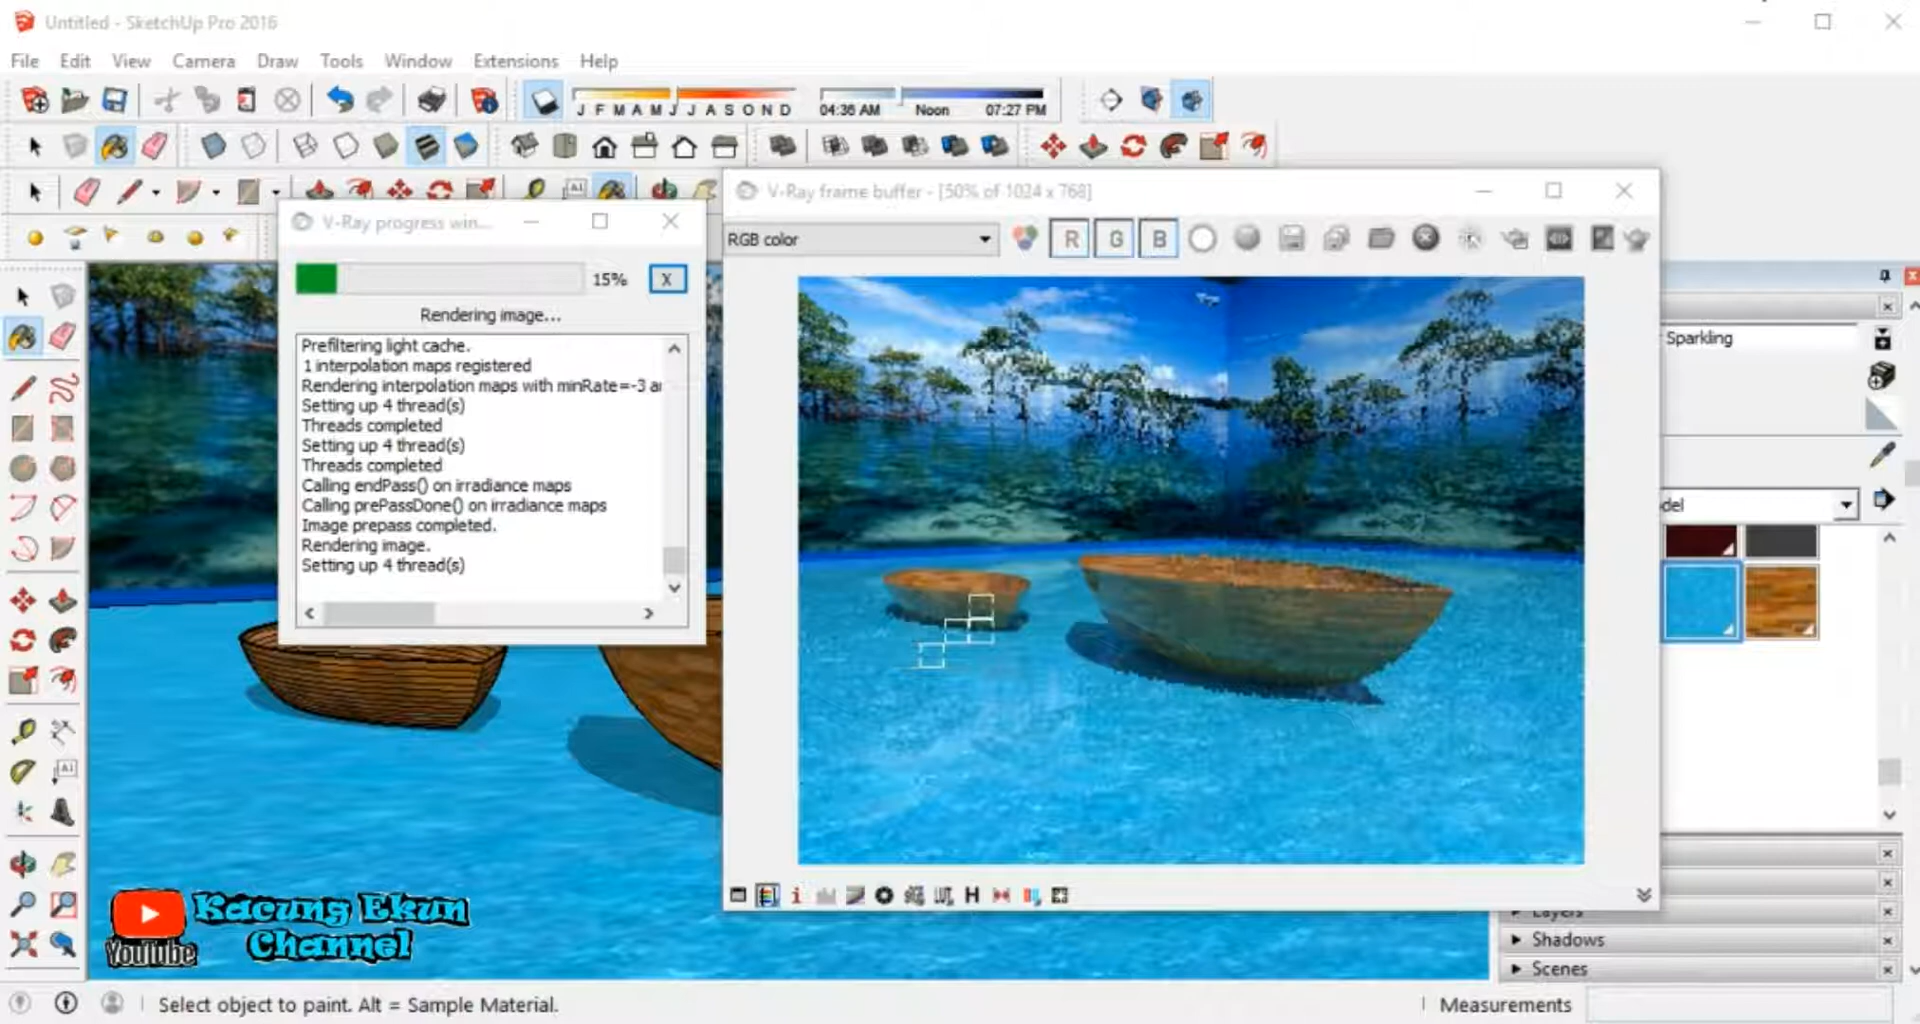 Untitled - SketchUp Pro 2016
File Edit View Camera Draw Tools Window Extensions Help
J F M A M J J A S O N D
04:36 AM Noon 07:27 PM
V-Ray progress win...
15% X
Rendering image...
Prefiltering light cache.
1 interpolation maps registered
Rendering interpolation maps with minRate=-3 a
Setting up 4 thread(s)
Threads completed
Setting up 4 thread(s)
Threads completed
Calling endPass() on irradiance maps
Calling prePassDone() on irradiance maps
Image prepass completed.
Rendering image.
Setting up 4 thread(s)
V-Ray frame buffer - [50% of 1024 x 768]
RGB color
R G B
H
Sparkling
del
Layers
Shadows
Scenes
Kacung Ekun
Channel
YouTube
Select object to paint. Alt = Sample Material.
Measurements